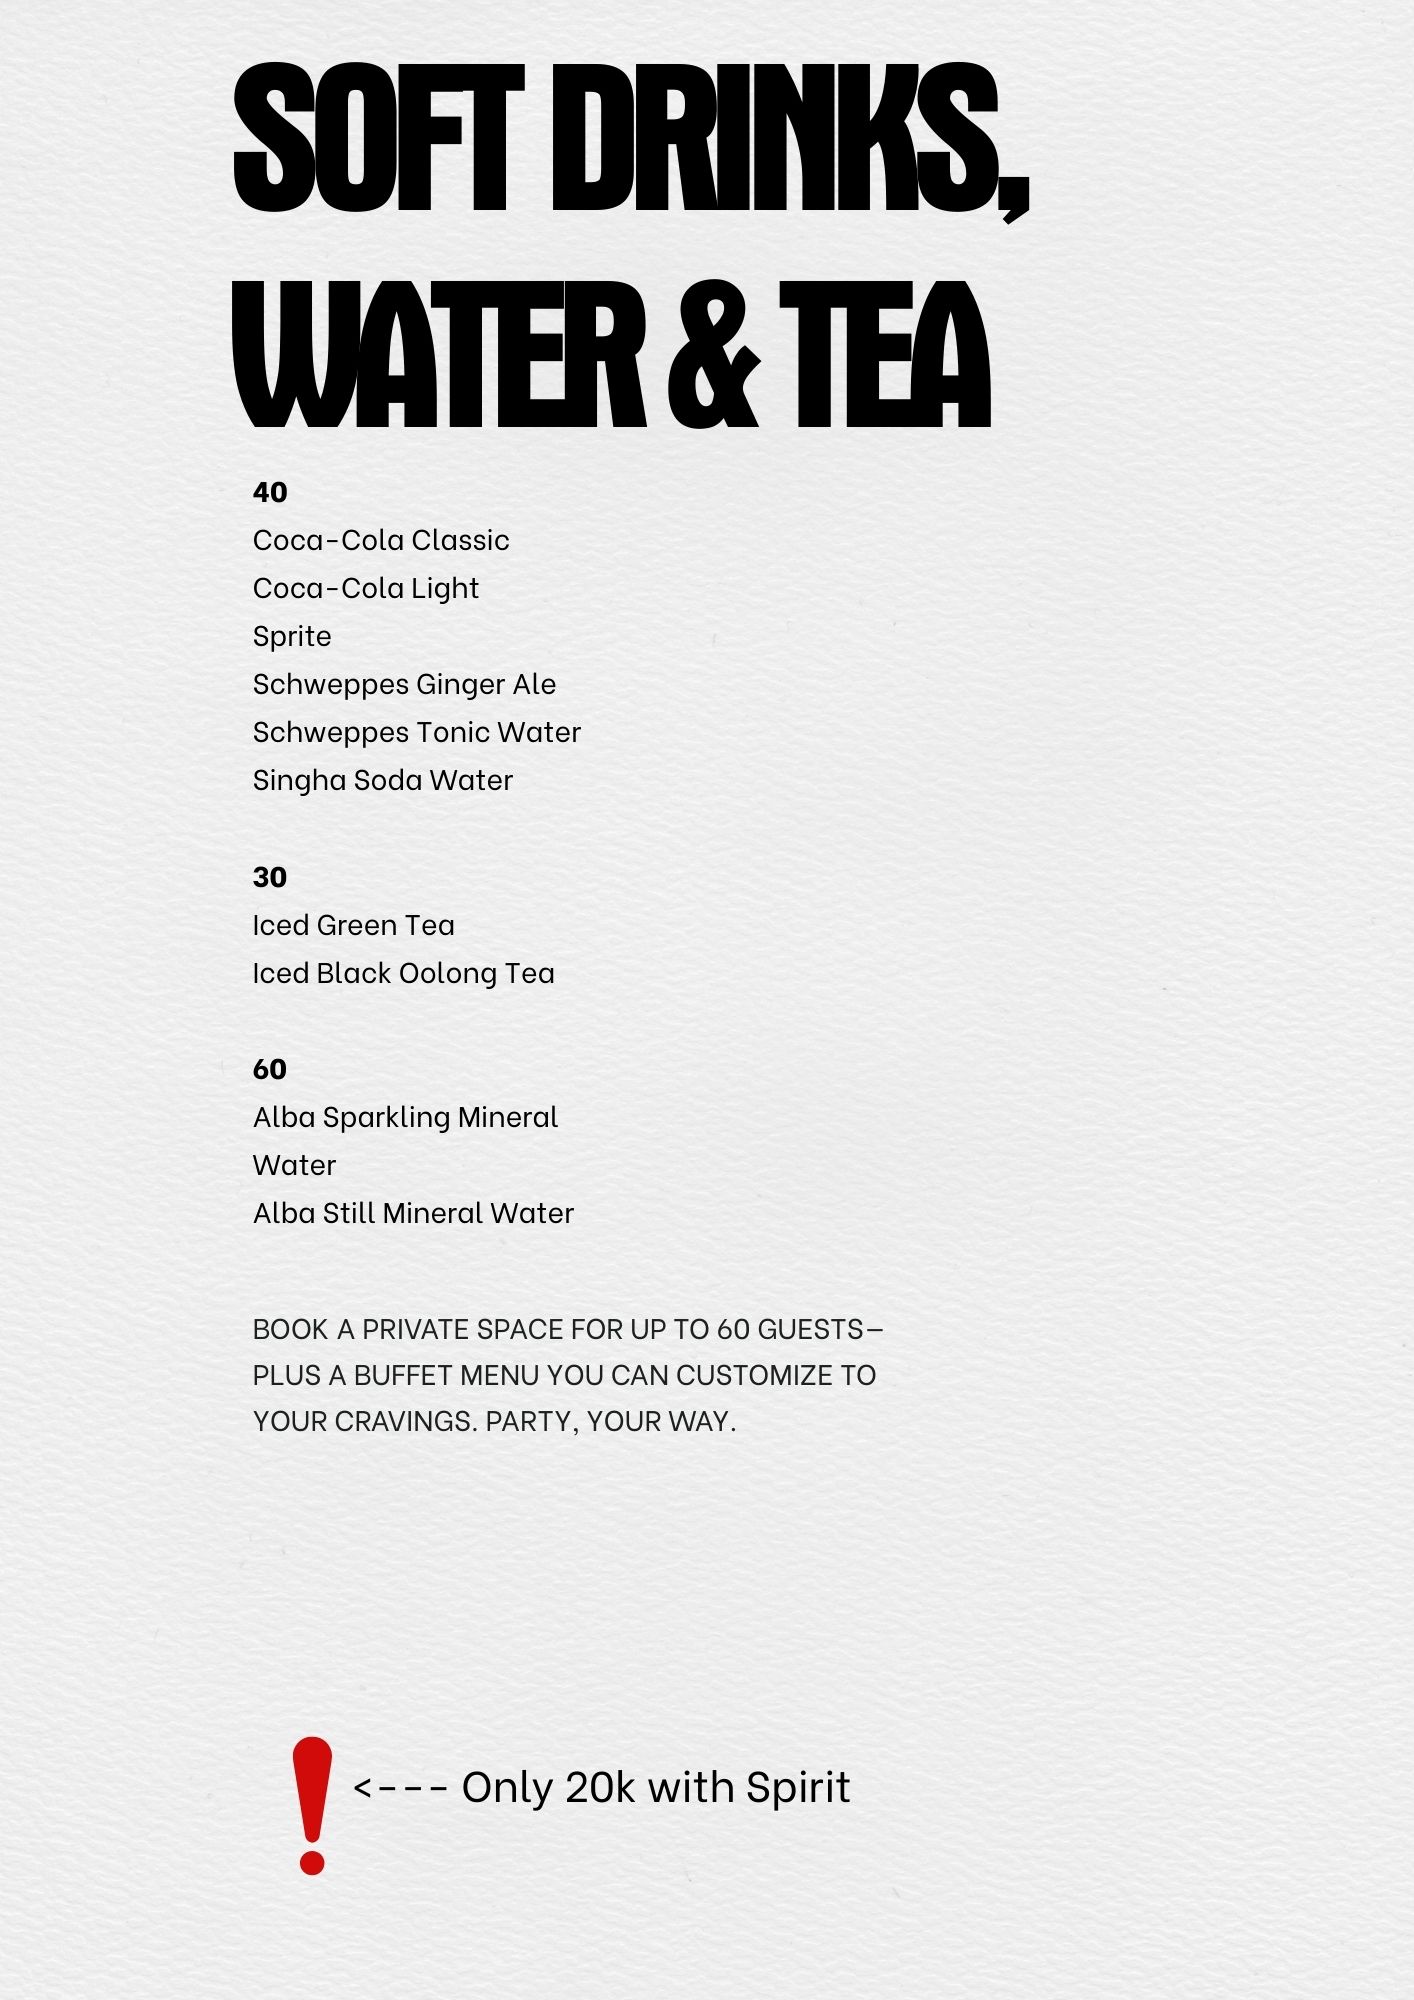 SOFT DRINKS,
WATER & TEA
40
Coca-Cola Classic
Coca-Cola Light
Sprite
Schweppes Ginger Ale
Schweppes Tonic Water
Singha Soda Water
30
Iced Green Tea
Iced Black Oolong Tea
60
Alba Sparkling Mineral
Water
Alba Still Mineral Water
BOOK A PRIVATE SPACE FOR UP TO 60 GUESTS—
PLUS A BUFFET MENU YOU CAN CUSTOMIZE TO
YOUR CRAVINGS. PARTY, YOUR WAY.
! <--- Only 20k with Spirit